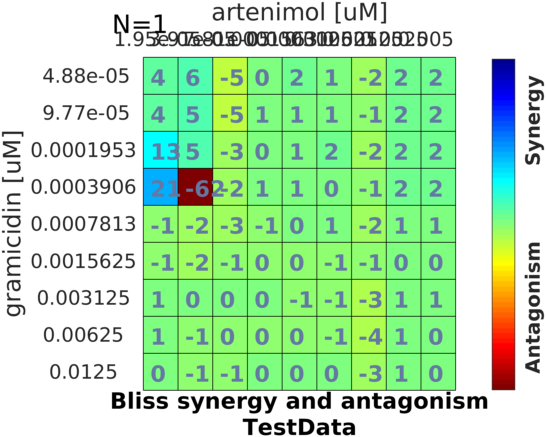 N=1
artenimol [uM]
4.88e-05 4 6 -5 0 2 1 -2 2 2
9.77e-05 4 5 -5 1 1 1 -1 2 2
0.0001953 13 5 -3 0 1 2 -2 2 2
0.0003906 21 -62 -2 1 1 0 -1 2 2
0.0007813 -1 -2 -3 -1 0 1 -2 1 1
0.0015625 -1 -2 -1 0 0 -1 -1 0 0
0.003125 1 0 0 0 -1 -1 -3 1 1
0.00625 1 -1 0 0 0 -1 -4 1 0
0.0125 0 -1 -1 0 0 0 -3 1 0
gramicidin [uM]
Synergy
Antagonism
Bliss synergy and antagonism
TestData